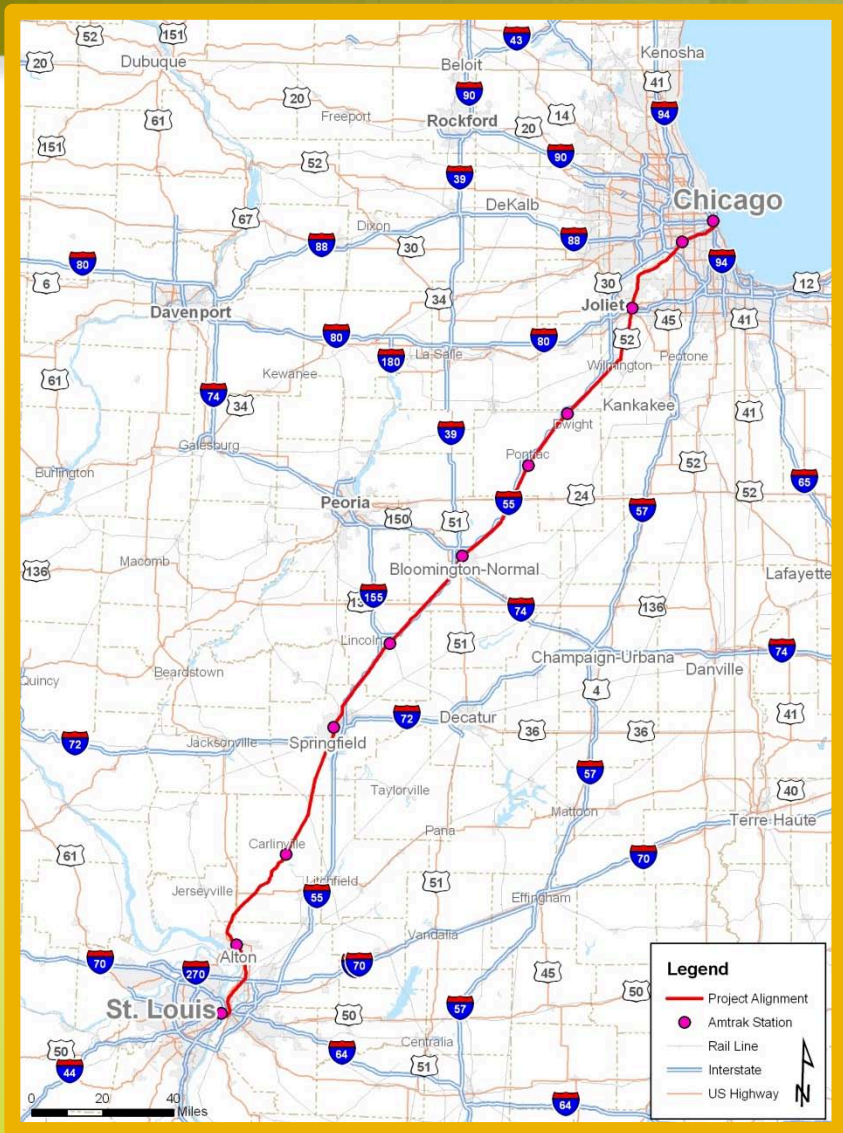 52
151
43
Kenosha
20
Dubuque
Beloit
41
90
94
20
Freeport
14
61
Rockford
20
151
90
52
39
DeKalb
Chicago
67
Dixon
88
30
88
94
80
6
30
12
34
Joliet
45
41
Davenport
80
80
52
La Salle
180
Wilmington
Peotone
61
Kewanee
74
34
Kankakee
41
Dwight
39
Galesburg
Pontiac
52
Burlington
65
24
52
55
Peoria
57
150
51
136
Macomb
Bloomington-Normal
Lafayette
155
13
74
136
Lincoln
51
Champaign-Urbana
74
Beardstown
Danville
Quincy
4
72
Decatur
41
72
Jacksonville
Springfield
36
36
57
Taylorville
40
Mattoon
Terre Haute
Pana
Carlinville
61
70
51
Litchfield
Jerseyville
55
Effingham
Vandalia
Alton
70
70
270
45
50
St. Louis
50
57
50
64
Centralia
44
51
64
0 20 40
Miles
Legend
Project Alignment
Amtrak Station
Rail Line
Interstate
US Highway
N